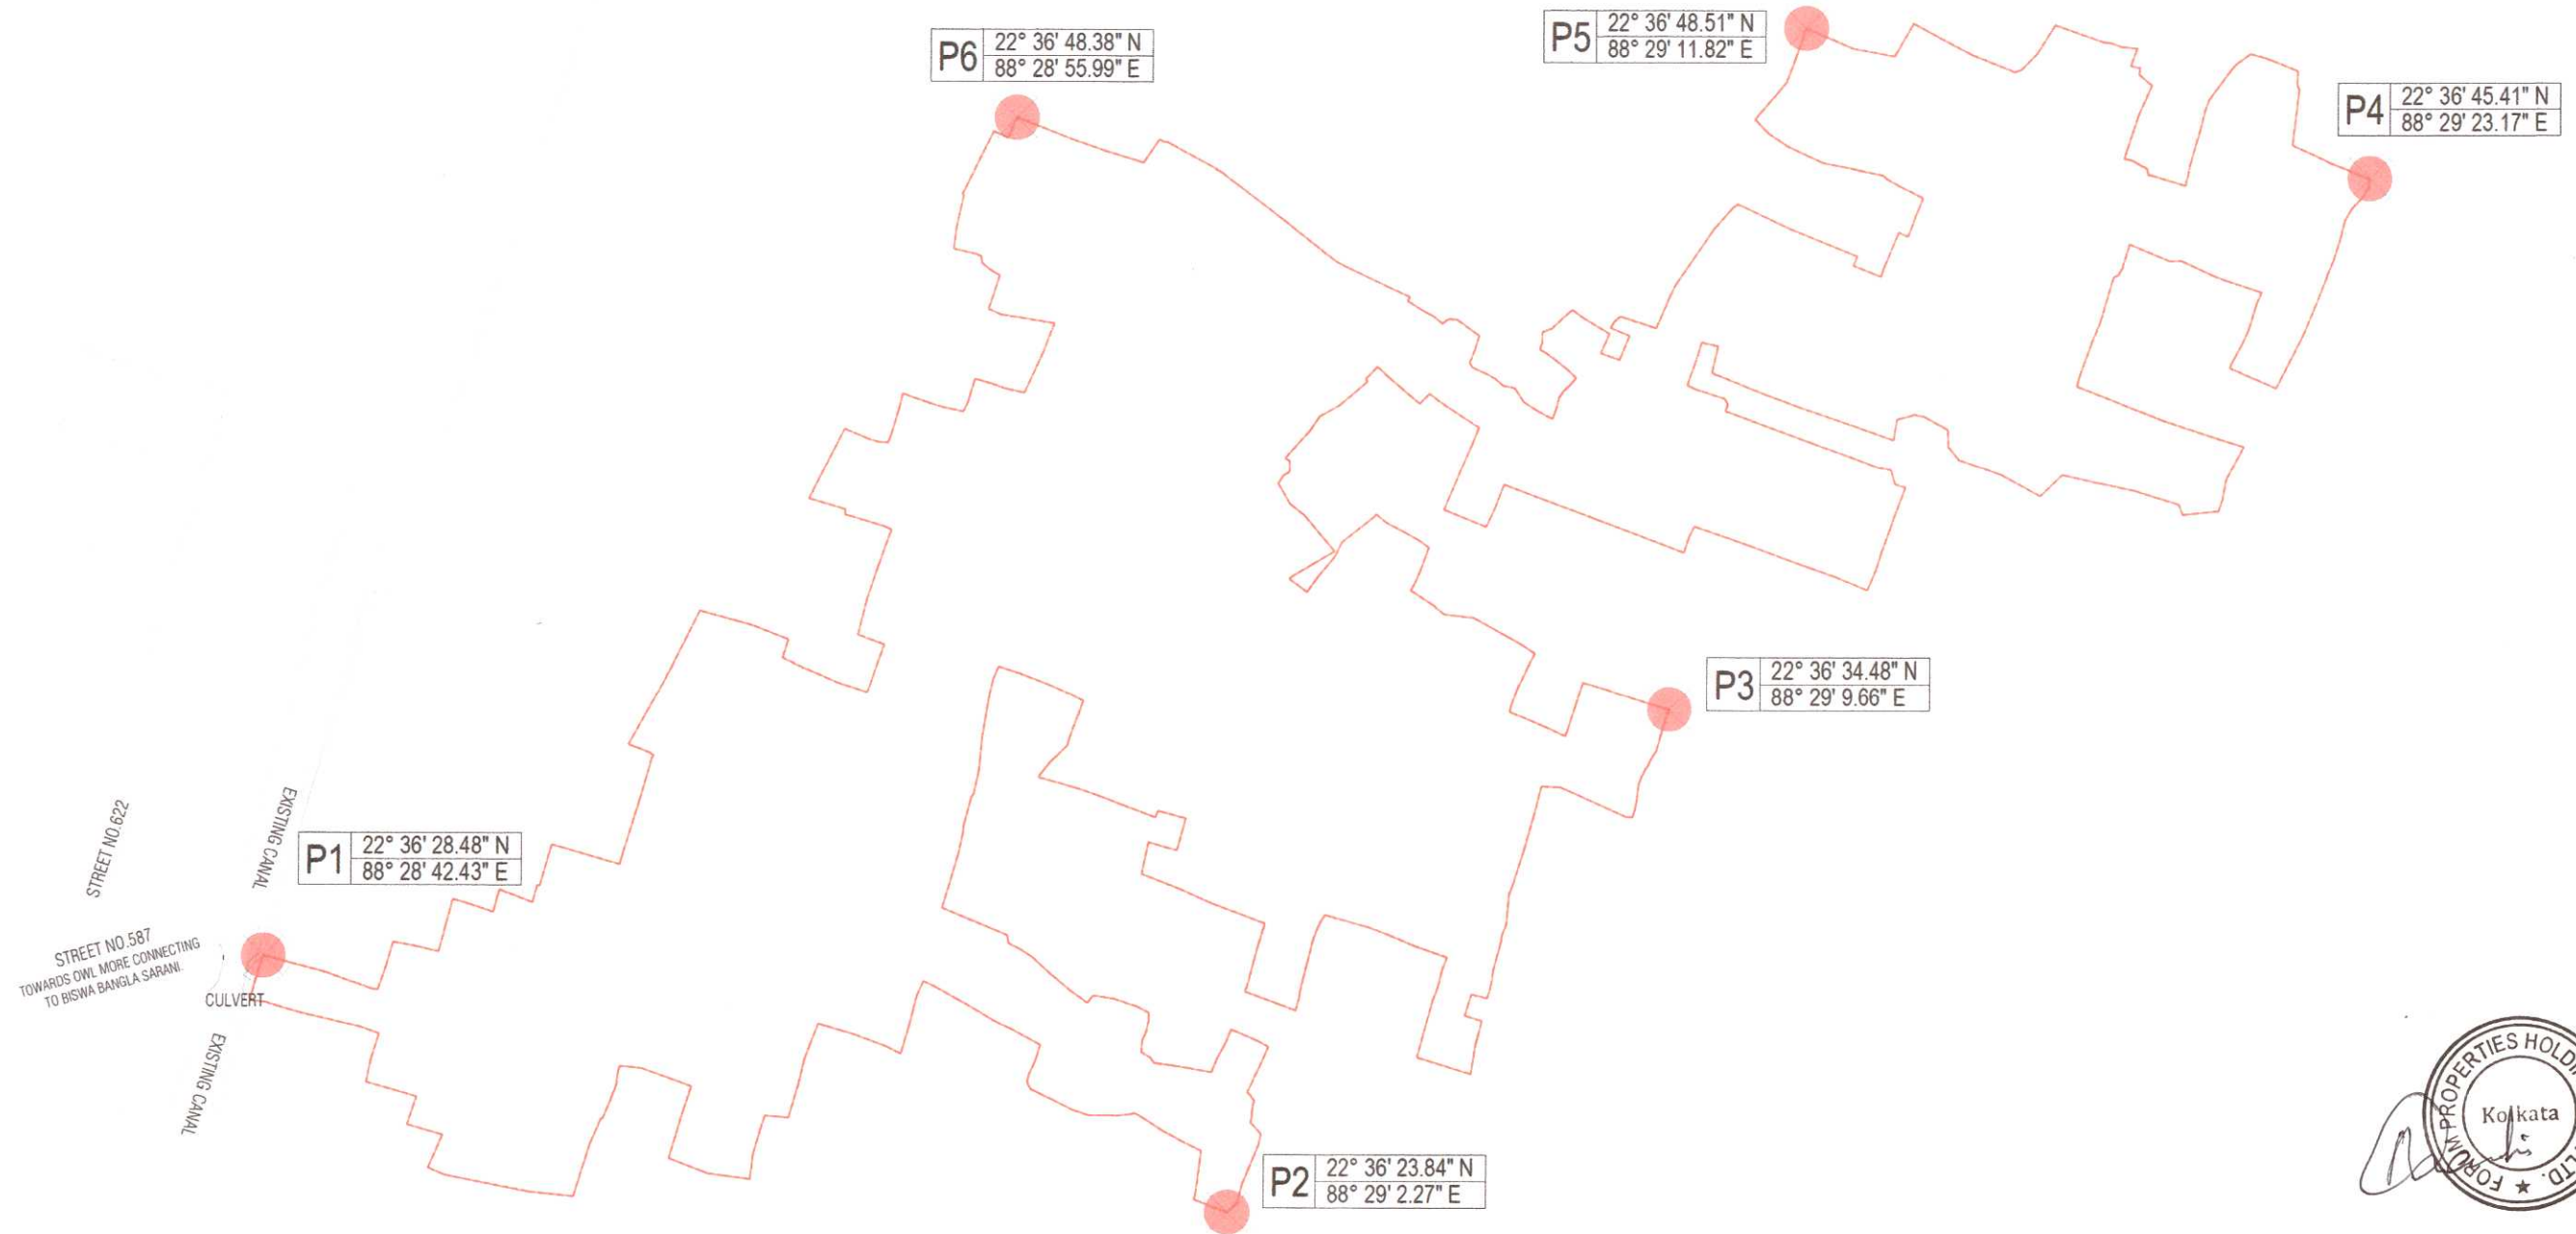 P5
22° 36' 48.51" N
88° 29' 11.82" E
P6
22° 36' 48.38" N
88° 28' 55.99" E
P4
22° 36' 45.41" N
88° 29' 23.17" E
P3
22° 36' 34.48" N
88° 29' 9.66" E
STREET NO.622
EXISTING CANAL
P1
22° 36' 28.48" N
88° 28' 42.43" E
STREET NO.587
TOWARDS OWL MORE CONNECTING
TO BISWA BANGLA SARANI.
CULVERT
EXISTING CANAL
P2
22° 36' 23.84" N
88° 29' 2.27" E
FORUM PROPERTIES
LTD. ★
Kolkata